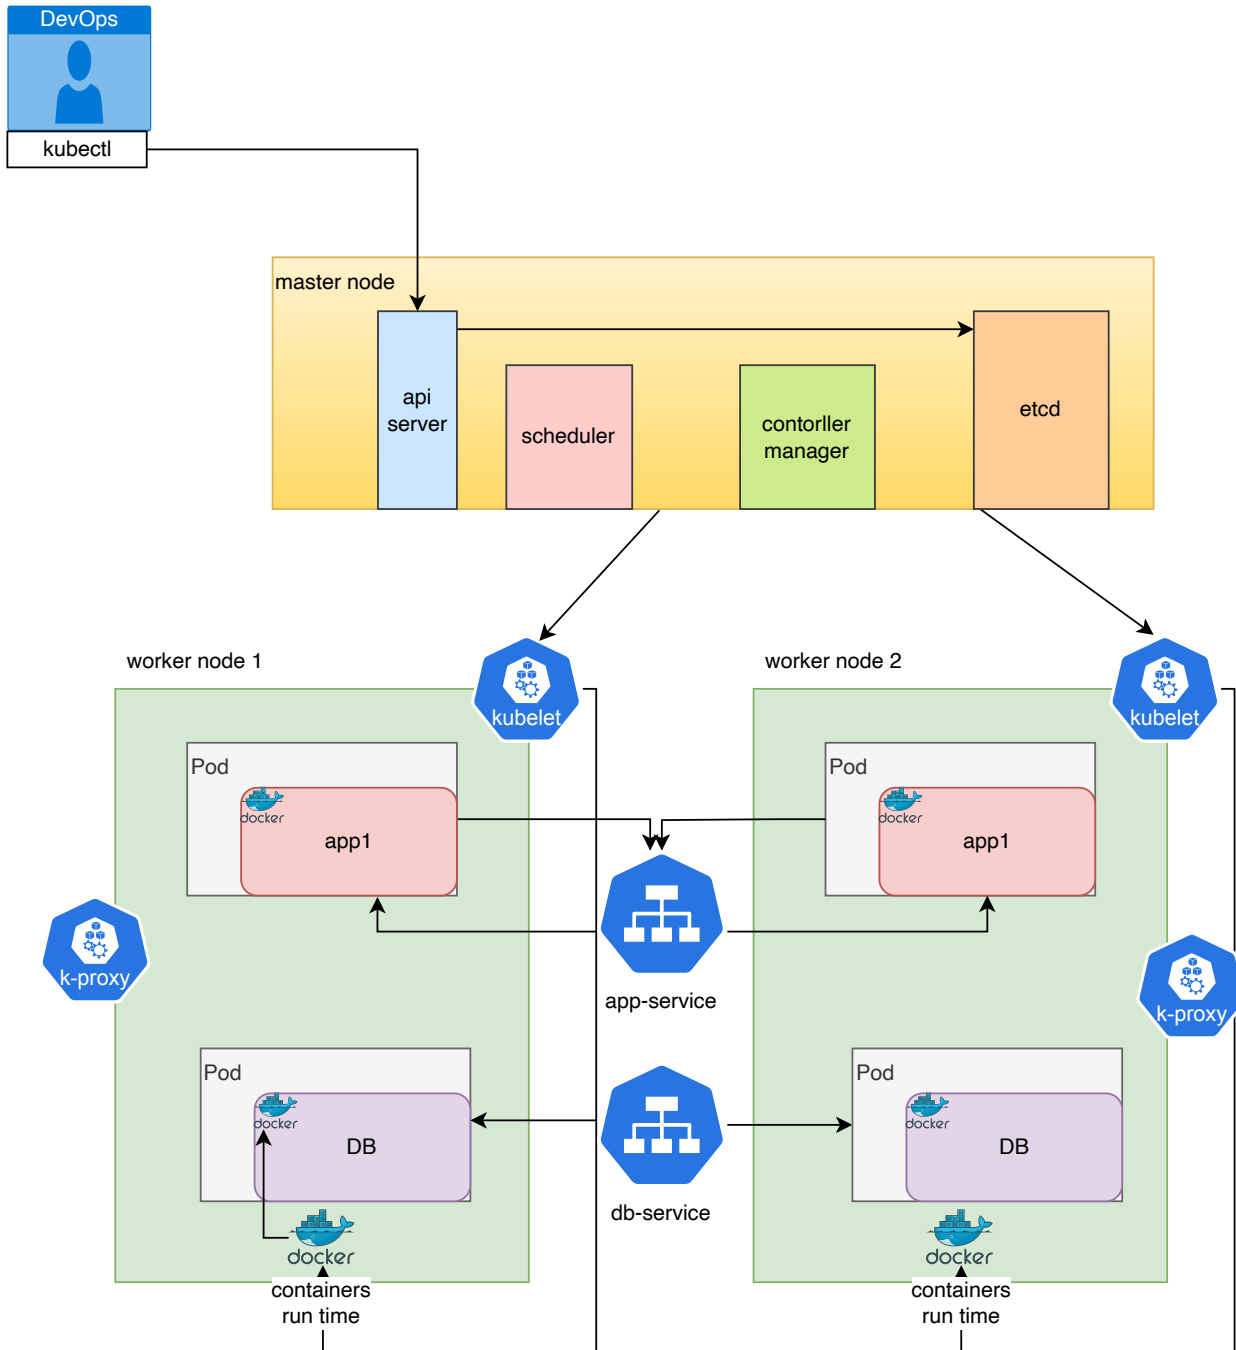 DevOps
kubectl
master node
api
server
scheduler
contorller
manager
etcd
worker node 1
kubelet
worker node 2
kubelet
Pod
docker
app1
Pod
docker
app1
k-proxy
app-service
k-proxy
Pod
docker
DB
db-service
Pod
docker
DB
docker
containers
run time
docker
containers
run time